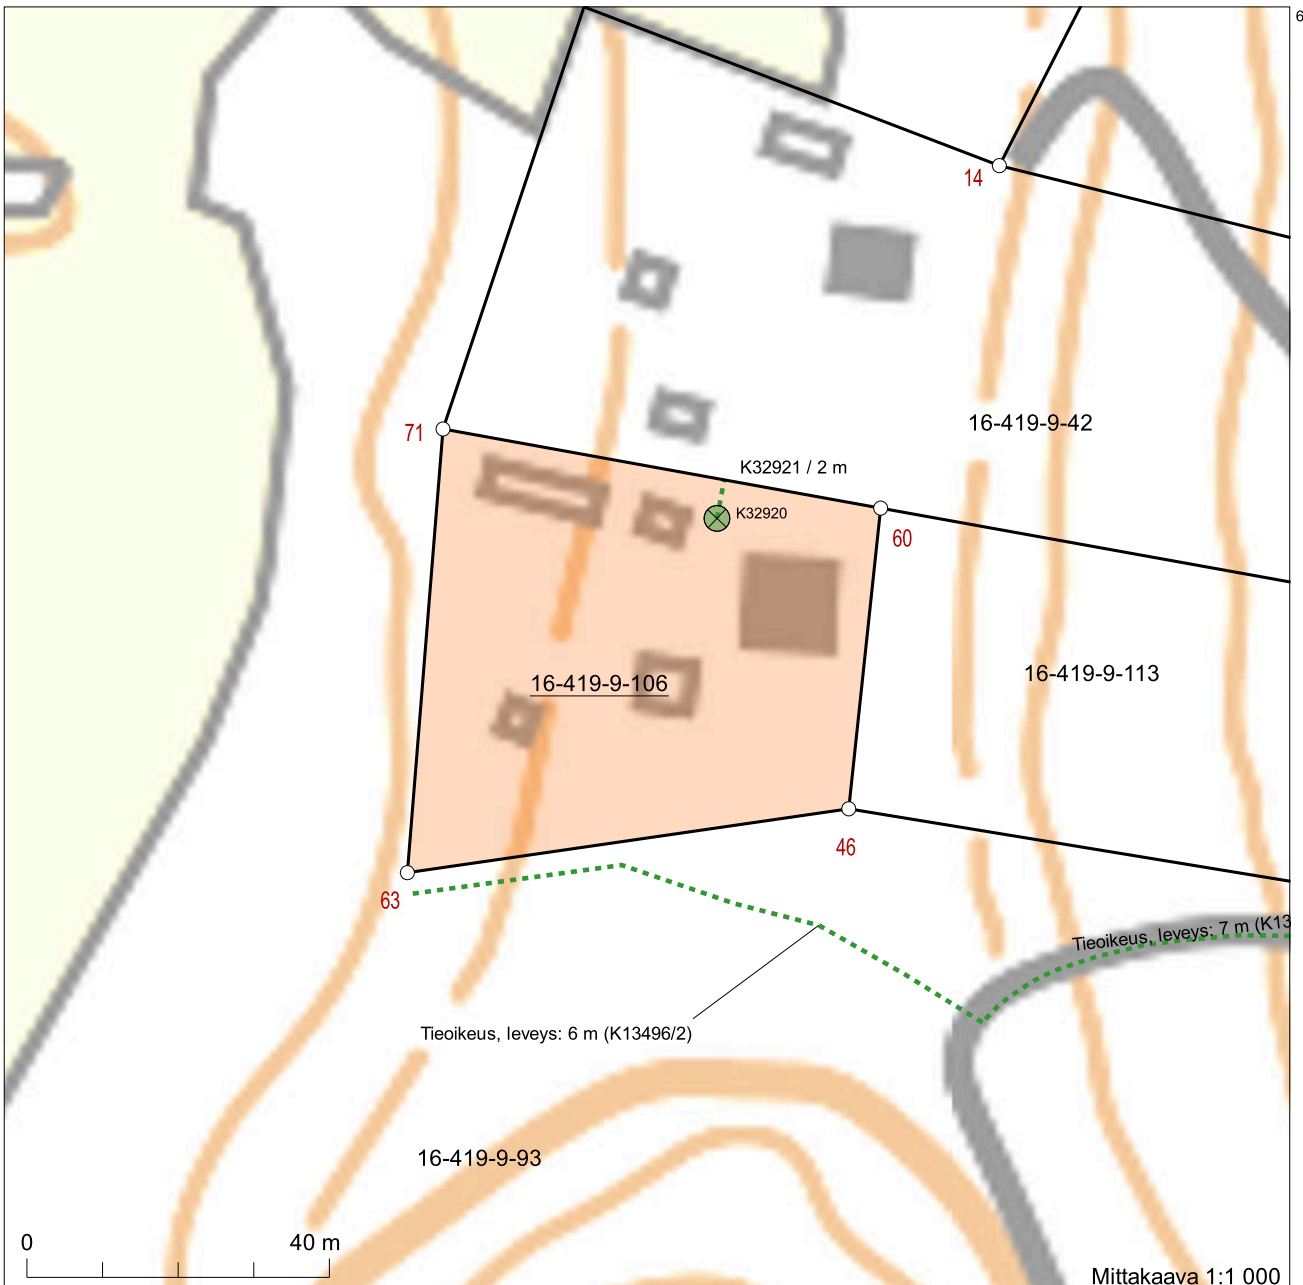 6
14
16-419-9-42
71
K32921 / 2 m
K32920
60
16-419-9-113
16-419-9-106
46
63
Tieoikeus, leveys: 7 m (K13
Tieoikeus, leveys: 6 m (K13496/2)
16-419-9-93
0 40 m
Mittakaava 1:1 000